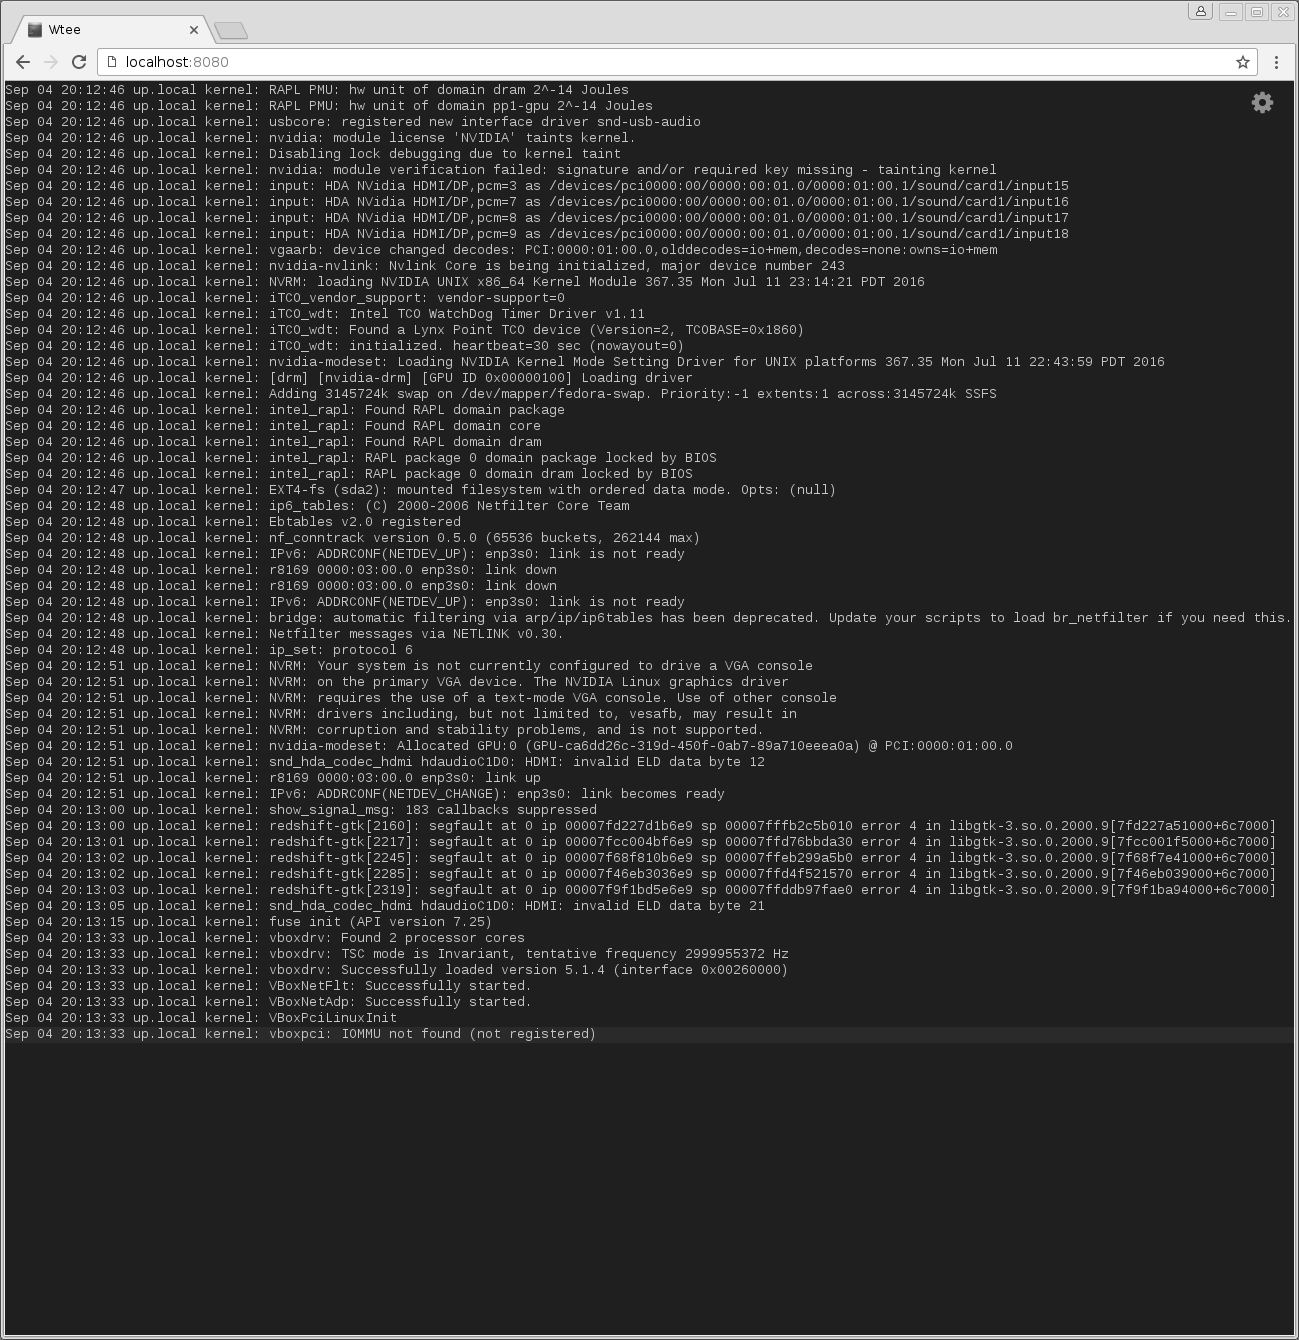 Wtee
localhost:8080
Sep 04 20:12:46 up.local kernel: RAPL PMU: hw unit of domain dram 2^-14 Joules
Sep 04 20:12:46 up.local kernel: RAPL PMU: hw unit of domain pp1-gpu 2^-14 Joules
Sep 04 20:12:46 up.local kernel: usbcore: registered new interface driver snd-usb-audio
Sep 04 20:12:46 up.local kernel: nvidia: module license 'NVIDIA' taints kernel.
Sep 04 20:12:46 up.local kernel: Disabling lock debugging due to kernel taint
Sep 04 20:12:46 up.local kernel: nvidia: module verification failed: signature and/or required key missing - tainting kernel
Sep 04 20:12:46 up.local kernel: input: HDA NVidia HDMI/DP,pcm=3 as /devices/pci0000:00/0000:00:01.0/0000:01:00.1/sound/card1/input15
Sep 04 20:12:46 up.local kernel: input: HDA NVidia HDMI/DP,pcm=7 as /devices/pci0000:00/0000:00:01.0/0000:01:00.1/sound/card1/input16
Sep 04 20:12:46 up.local kernel: input: HDA NVidia HDMI/DP,pcm=8 as /devices/pci0000:00/0000:00:01.0/0000:01:00.1/sound/card1/input17
Sep 04 20:12:46 up.local kernel: input: HDA NVidia HDMI/DP,pcm=9 as /devices/pci0000:00/0000:00:01.0/0000:01:00.1/sound/card1/input18
Sep 04 20:12:46 up.local kernel: vgaarb: device changed decodes: PCI:0000:01:00.0,olddecodes=io+mem,decodes=none:owns=io+mem
Sep 04 20:12:46 up.local kernel: nvidia-nvlink: Nvlink Core is being initialized, major device number 243
Sep 04 20:12:46 up.local kernel: NVRM: loading NVIDIA UNIX x86_64 Kernel Module 367.35 Mon Jul 11 23:14:21 PDT 2016
Sep 04 20:12:46 up.local kernel: iTCO_vendor_support: vendor-support=0
Sep 04 20:12:46 up.local kernel: iTCO_wdt: Intel TCO WatchDog Timer Driver v1.11
Sep 04 20:12:46 up.local kernel: iTCO_wdt: Found a Lynx Point TCO device (Version=2, TCOBASE=0x1860)
Sep 04 20:12:46 up.local kernel: iTCO_wdt: initialized. heartbeat=30 sec (nowayout=0)
Sep 04 20:12:46 up.local kernel: nvidia-modeset: Loading NVIDIA Kernel Mode Setting Driver for UNIX platforms 367.35 Mon Jul 11 22:43:59 PDT 2016
Sep 04 20:12:46 up.local kernel: [drm] [nvidia-drm] [GPU ID 0x00000100] Loading driver
Sep 04 20:12:46 up.local kernel: Adding 3145724k swap on /dev/mapper/fedora-swap. Priority:-1 extents:1 across:3145724k SSFS
Sep 04 20:12:46 up.local kernel: intel_rapl: Found RAPL domain package
Sep 04 20:12:46 up.local kernel: intel_rapl: Found RAPL domain core
Sep 04 20:12:46 up.local kernel: intel_rapl: Found RAPL domain dram
Sep 04 20:12:46 up.local kernel: intel_rapl: RAPL package 0 domain package locked by BIOS
Sep 04 20:12:46 up.local kernel: intel_rapl: RAPL package 0 domain dram locked by BIOS
Sep 04 20:12:47 up.local kernel: EXT4-fs (sda2): mounted filesystem with ordered data mode. Opts: (null)
Sep 04 20:12:48 up.local kernel: ip6_tables: (C) 2000-2006 Netfilter Core Team
Sep 04 20:12:48 up.local kernel: Ebtables v2.0 registered
Sep 04 20:12:48 up.local kernel: nf_conntrack version 0.5.0 (65536 buckets, 262144 max)
Sep 04 20:12:48 up.local kernel: IPv6: ADDRCONF(NETDEV_UP): enp3s0: link is not ready
Sep 04 20:12:48 up.local kernel: r8169 0000:03:00.0 enp3s0: link down
Sep 04 20:12:48 up.local kernel: r8169 0000:03:00.0 enp3s0: link down
Sep 04 20:12:48 up.local kernel: IPv6: ADDRCONF(NETDEV_UP): enp3s0: link is not ready
Sep 04 20:12:48 up.local kernel: bridge: automatic filtering via arp/ip/ip6tables has been deprecated. Update your scripts to load br_netfilter if you need this.
Sep 04 20:12:48 up.local kernel: Netfilter messages via NETLINK v0.30.
Sep 04 20:12:48 up.local kernel: ip_set: protocol 6
Sep 04 20:12:51 up.local kernel: NVRM: Your system is not currently configured to drive a VGA console
Sep 04 20:12:51 up.local kernel: NVRM: on the primary VGA device. The NVIDIA Linux graphics driver
Sep 04 20:12:51 up.local kernel: NVRM: requires the use of a text-mode VGA console. Use of other console
Sep 04 20:12:51 up.local kernel: NVRM: drivers including, but not limited to, vesafb, may result in
Sep 04 20:12:51 up.local kernel: NVRM: corruption and stability problems, and is not supported.
Sep 04 20:12:51 up.local kernel: nvidia-modeset: Allocated GPU:0 (GPU-ca6dd26c-319d-450f-0ab7-89a710eeea0a) @ PCI:0000:01:00.0
Sep 04 20:12:51 up.local kernel: snd_hda_codec_hdmi hdaudioC1D0: HDMI: invalid ELD data byte 12
Sep 04 20:12:51 up.local kernel: r8169 0000:03:00.0 enp3s0: link up
Sep 04 20:12:51 up.local kernel: IPv6: ADDRCONF(NETDEV_CHANGE): enp3s0: link becomes ready
Sep 04 20:13:00 up.local kernel: show_signal_msg: 183 callbacks suppressed
Sep 04 20:13:00 up.local kernel: redshift-gtk[2160]: segfault at 0 ip 00007fd227d1b6e9 sp 00007fffb2c5b010 error 4 in libgtk-3.so.0.2000.9[7fd227a51000+6c7000]
Sep 04 20:13:01 up.local kernel: redshift-gtk[2217]: segfault at 0 ip 00007fcc004bf6e9 sp 00007ffd76bbda30 error 4 in libgtk-3.so.0.2000.9[7fcc001f5000+6c7000]
Sep 04 20:13:02 up.local kernel: redshift-gtk[2245]: segfault at 0 ip 00007f68f810b6e9 sp 00007ffeb299a5b0 error 4 in libgtk-3.so.0.2000.9[7f68f7e41000+6c7000]
Sep 04 20:13:02 up.local kernel: redshift-gtk[2285]: segfault at 0 ip 00007f46eb3036e9 sp 00007ffd4f521570 error 4 in libgtk-3.so.0.2000.9[7f46eb039000+6c7000]
Sep 04 20:13:03 up.local kernel: redshift-gtk[2319]: segfault at 0 ip 00007f9f1bd5e6e9 sp 00007ffddb97fae0 error 4 in libgtk-3.so.0.2000.9[7f9f1ba94000+6c7000]
Sep 04 20:13:05 up.local kernel: snd_hda_codec_hdmi hdaudioC1D0: HDMI: invalid ELD data byte 21
Sep 04 20:13:15 up.local kernel: fuse init (API version 7.25)
Sep 04 20:13:33 up.local kernel: vboxdrv: Found 2 processor cores
Sep 04 20:13:33 up.local kernel: vboxdrv: TSC mode is Invariant, tentative frequency 2999955372 Hz
Sep 04 20:13:33 up.local kernel: vboxdrv: Successfully loaded version 5.1.4 (interface 0x00260000)
Sep 04 20:13:33 up.local kernel: VBoxNetFlt: Successfully started.
Sep 04 20:13:33 up.local kernel: VBoxNetAdp: Successfully started.
Sep 04 20:13:33 up.local kernel: VBoxPciLinuxInit
Sep 04 20:13:33 up.local kernel: vboxpci: IOMMU not found (not registered)